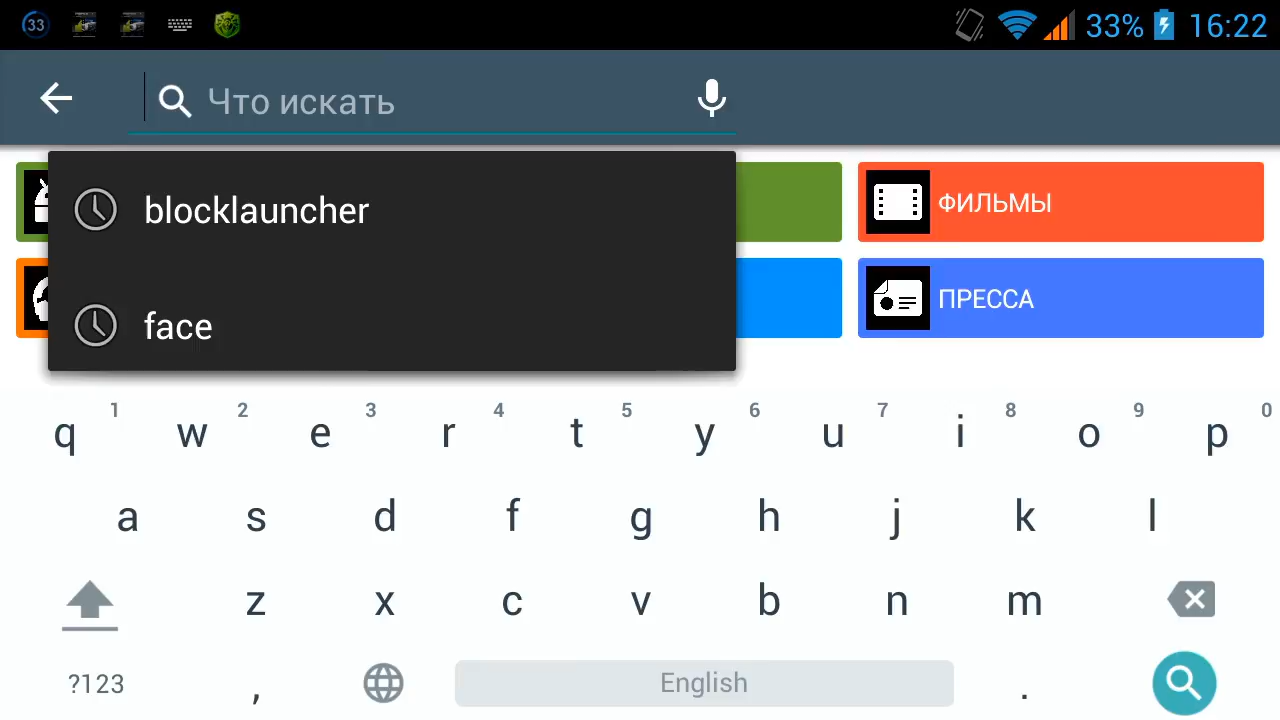 33
33% 16:22
Что искать
blocklauncher
ФИЛЬМЫ
face
ПРЕССА
1 2 3 4 5 6 7 8 9 0
q w e r t y u i o p
a s d f g h j k l
z x c v b n m
?123 , English .